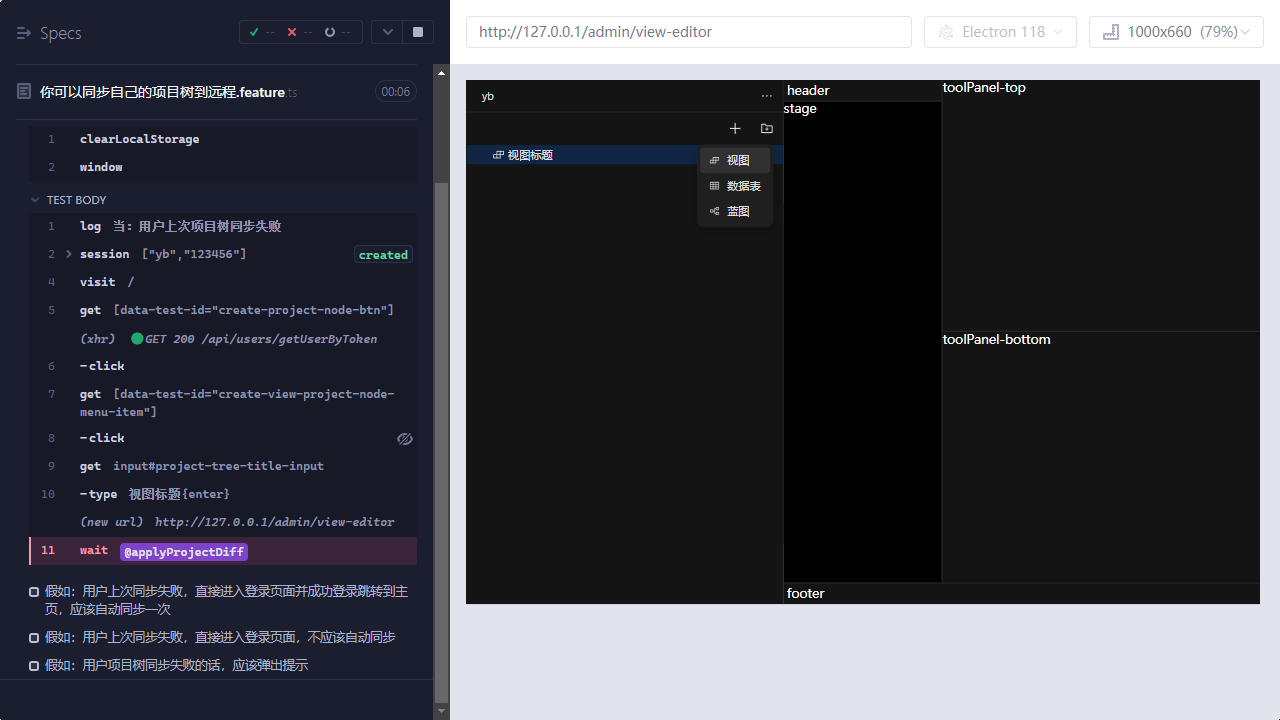 Specs
--
--
--
http://127.0.0.1/admin/view-editor
Electron 118
1000x660 (79%)
你可以同步自己的项目树到远程.feature.ts
00:06
1 clearLocalStorage
2 window
TEST BODY
1 log 当: 用户上次项目树同步失败
2 session ["yb","123456"] created
4 visit /
5 get [data-test-id="create-project-node-btn"]
(xhr) GET 200 /api/users/getUserByToken
6 -click
7 get [data-test-id="create-view-project-node-
menu-item"]
8 -click
9 get input#project-tree-title-input
10 -type 视图标题{enter}
(new url) http://127.0.0.1/admin/view-editor
11 wait @applyProjectDiff
假如: 用户上次同步失败, 直接进入登录页面并成功登录跳转到主
页, 应该自动同步一次
假如: 用户上次同步失败, 直接进入登录页面, 不应该自动同步
假如: 用户项目树同步失败的话, 应该弹出提示
yb
···
视图标题
视图
数据表
蓝图
header
stage
toolPanel-top
toolPanel-bottom
footer